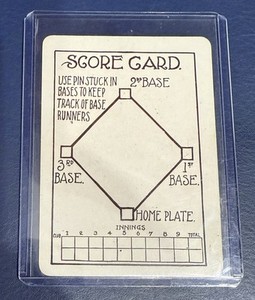 SCORE CARD.
USE PIN STUCK IN
BASES TO KEEP
TRACK OF BASE
RUNNERS
2ND BASE
3RD
BASE.
1ST
BASE.
HOME PLATE.
INNINGS
CLUB 1 2 3 4 5 6 7 8 9 TOTAL